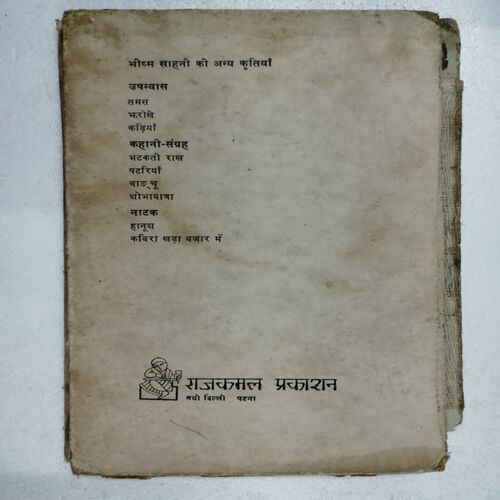 भीष्म साहनी की अन्य कृतियाँ
उपन्यास
तमस
झरोखे
कड़ियाँ
कहानी-संग्रह
भटकती राख
पटरियाँ
वाङ्चू
शोभायात्रा
नाटक
हानूश
कबिरा खड़ा बजार में
राजकमल प्रकाशन
नयी दिल्ली पटना